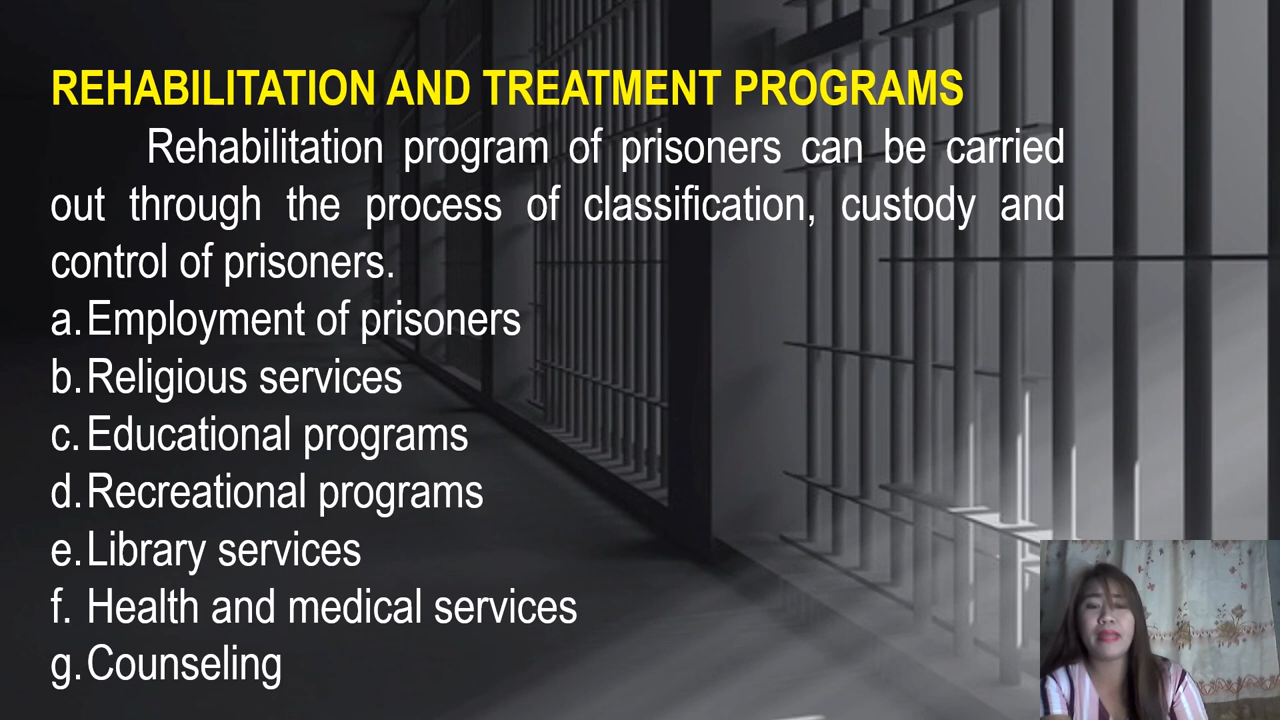 REHABILITATION AND TREATMENT PROGRAMS
Rehabilitation program of prisoners can be carried
out through the process of classification, custody and
control of prisoners.
a. Employment of prisoners
b. Religious services
c. Educational programs
d. Recreational programs
e. Library services
f. Health and medical services
g. Counseling